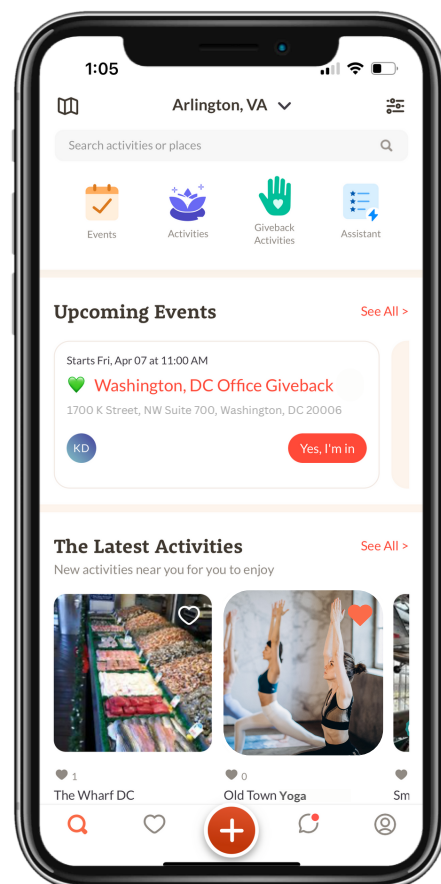 1:05
Arlington, VA
Search activities or places
Events
Activities
Giveback
Activities
Assistant
Upcoming Events
See All >
Starts Fri, Apr 07 at 11:00 AM
Washington, DC Office Giveback
1700 K Street, NW Suite 700, Washington, DC 20006
KD
Yes, I'm in
The Latest Activities
See All >
New activities near you for you to enjoy
1
0
The Wharf DC
Old Town Yoga
Sm